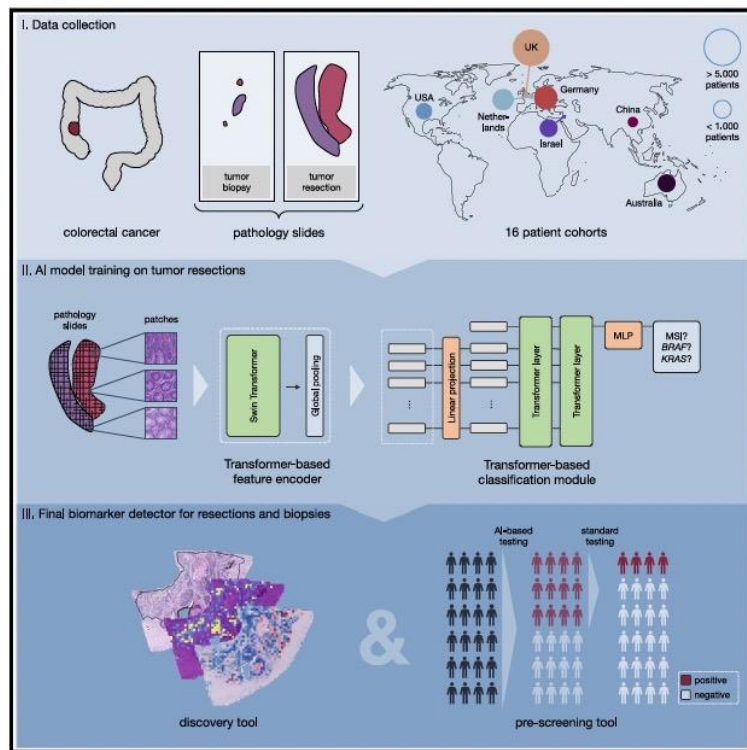 I. Data collection
colorectal cancer
tumor
biopsy
tumor
resection
pathology slides
UK
USA
Nether-
lands
Germany
Israel
China
Australia
16 patient cohorts
> 5.000
patients
< 1.000
patients
II. AI model training on tumor resections
pathology
slides
patches
Swin Transformer
Global pooling
Transformer-based
feature encoder
...
Linear projection
...
Transformer layer
Transformer layer
MLP
MSI?
BRAF?
KRAS?
Transformer-based
classification module
III. Final biomarker detector for resections and biopsies
discovery tool
&
AI-based
testing
standard
testing
positive
negative
pre-screening tool